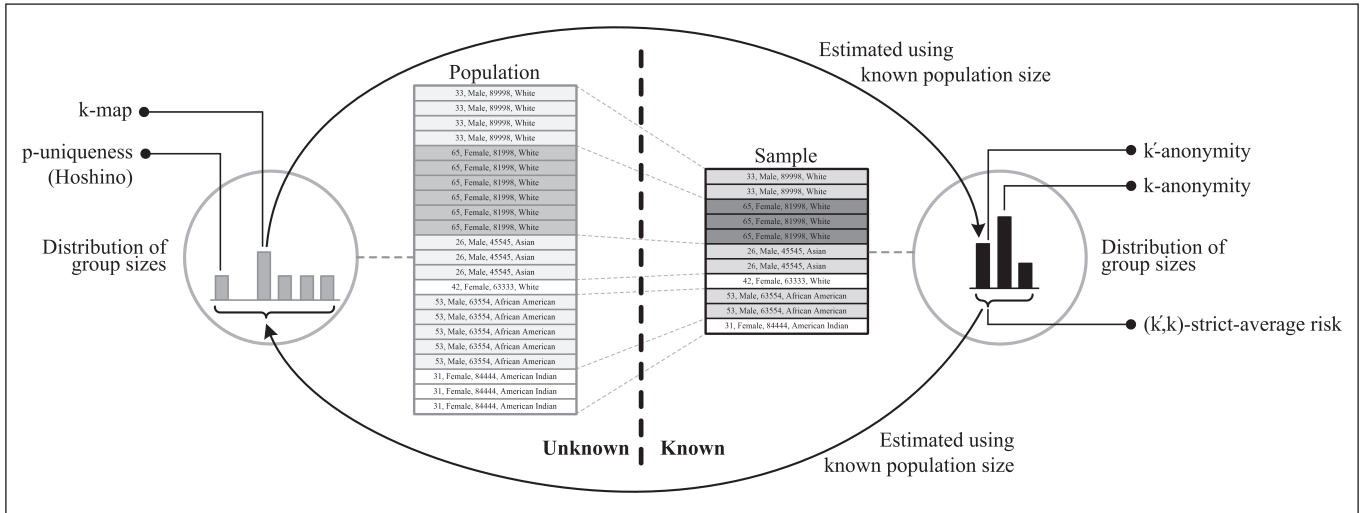 k-map
p-uniqueness
(Hoshino)
Distribution of
group sizes
Population
33, Male, 89998, White
33, Male, 89998, White
33, Male, 89998, White
33, Male, 89998, White
65, Female, 81998, White
65, Female, 81998, White
65, Female, 81998, White
65, Female, 81998, White
65, Female, 81998, White
65, Female, 81998, White
26, Male, 45545, Asian
26, Male, 45545, Asian
26, Male, 45545, Asian
42, Female, 63333, White
53, Male, 63554, African American
53, Male, 63554, African American
53, Male, 63554, African American
53, Male, 63554, African American
53, Male, 63554, African American
31, Female, 84444, American Indian
31, Female, 84444, American Indian
31, Female, 84444, American Indian
Unknown
Known
Estimated using
known population size
Sample
33, Male, 89998, White
33, Male, 89998, White
65, Female, 81998, White
65, Female, 81998, White
65, Female, 81998, White
26, Male, 45545, Asian
26, Male, 45545, Asian
42, Female, 63333, White
53, Male, 63554, African American
53, Male, 63554, African American
31, Female, 84444, American Indian
k′-anonymity
k-anonymity
Distribution of
group sizes
(k′,k)-strict-average risk
Estimated using
known population size